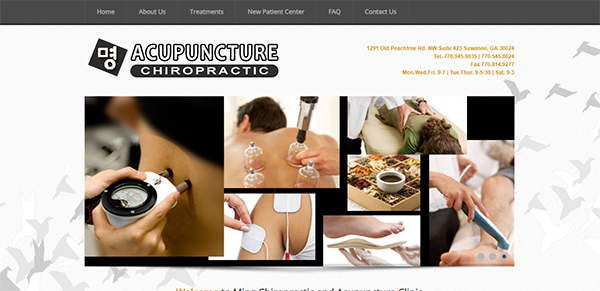 Home About Us Treatments New Patient Center FAQ Contact Us
명 ACUPUNCTURE
CHIROPRACTIC
1291 Old Peachtree Rd. NW Suite 423 Suwanee, GA 30024
Tel. 770.945.9035 | 770.545.8024
Fax 770.814.9277
Mon.Wed.Fri. 9-7 | Tue.Thur. 9-5:30 | Sat. 9-3
Welcome to Ming Chiropractic and Acupuncture Clinic